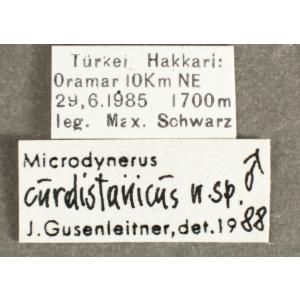 Türkei Hakkari:
Oramar 10Km NE
29.6.1985 1700m
leg. Max. Schwarz
Microdynerus
curdistanicus n.sp. ♂
J.Gusenleitner, det.1988